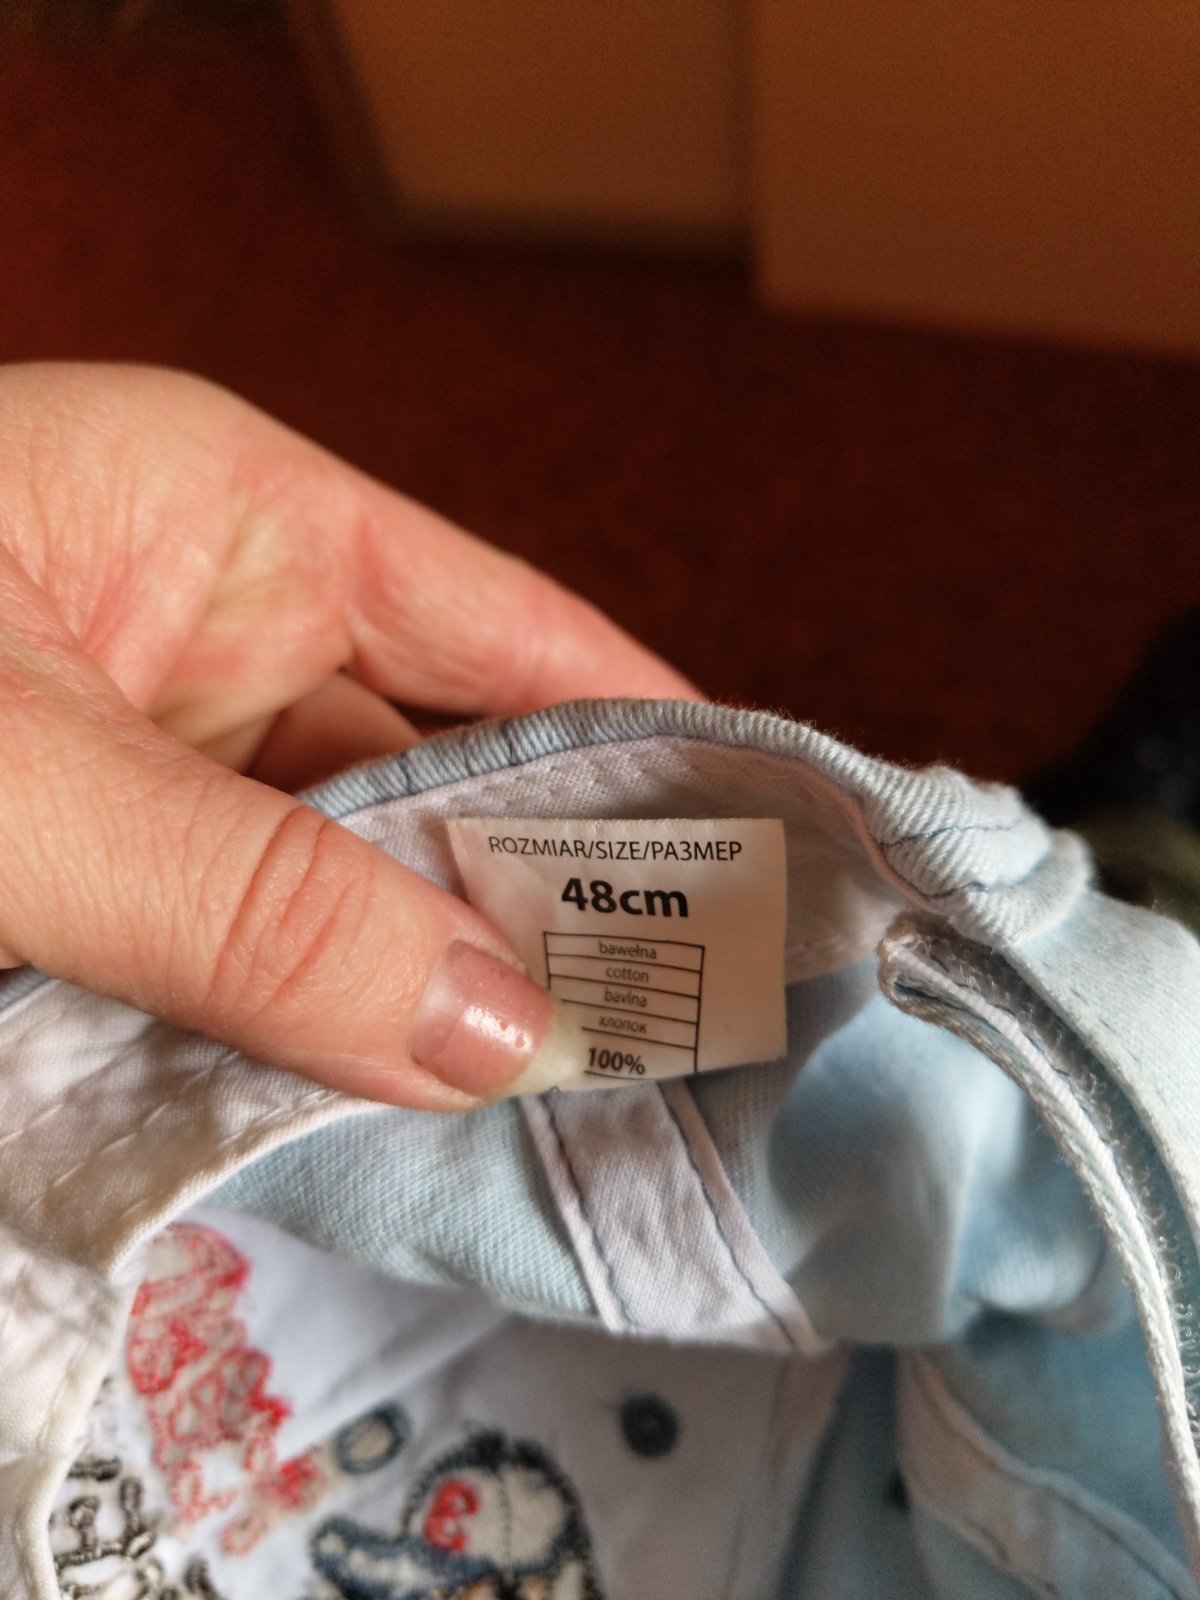 ROZMIAR/SIZE/РАЗМЕР
48cm
bawełna
cotton
bavlna
хлопок
100%